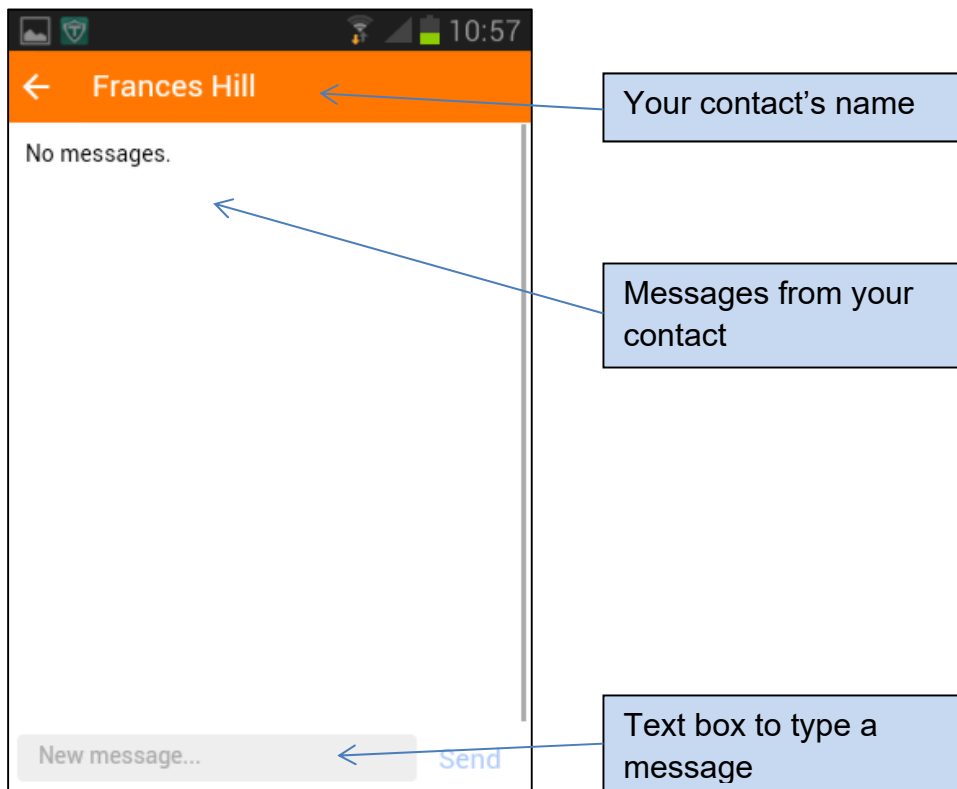 10:57
Frances Hill
Your contact's name
No messages.
Messages from your
contact
New message...
Send
Text box to type a
message